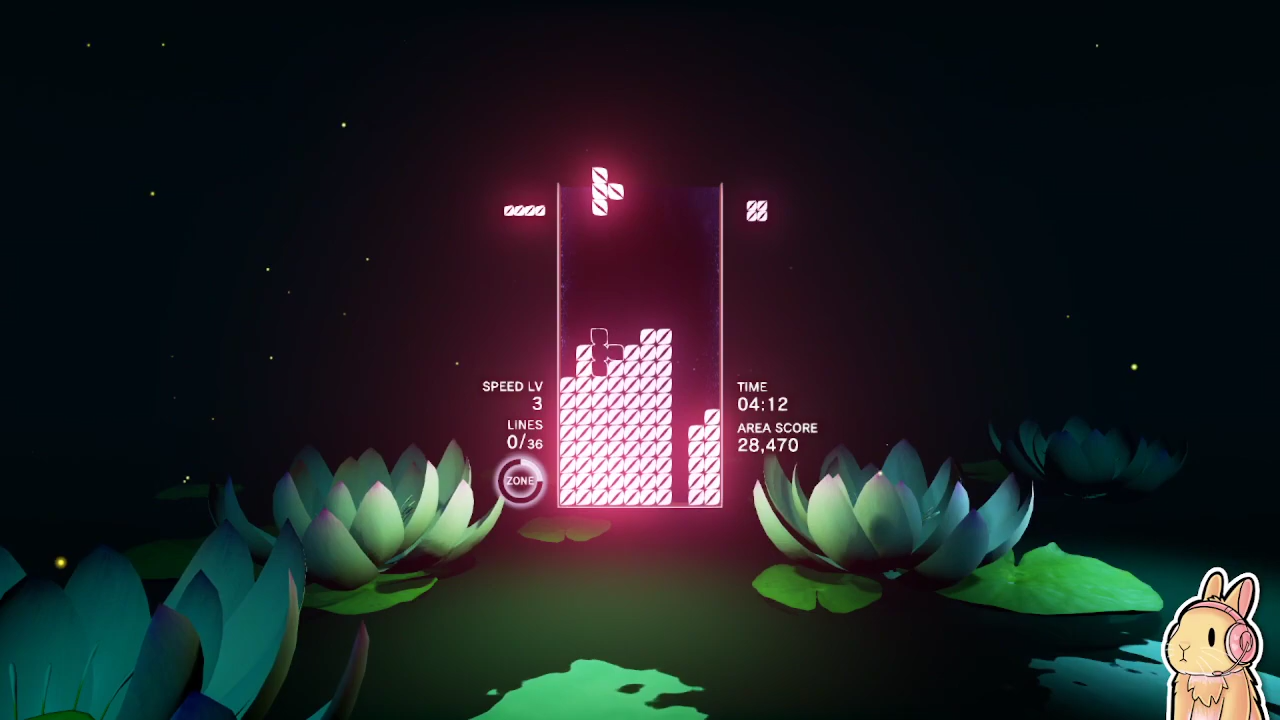 SPEED LV
3
LINES
0/36
ZONE
TIME
04:12
AREA SCORE
28,470